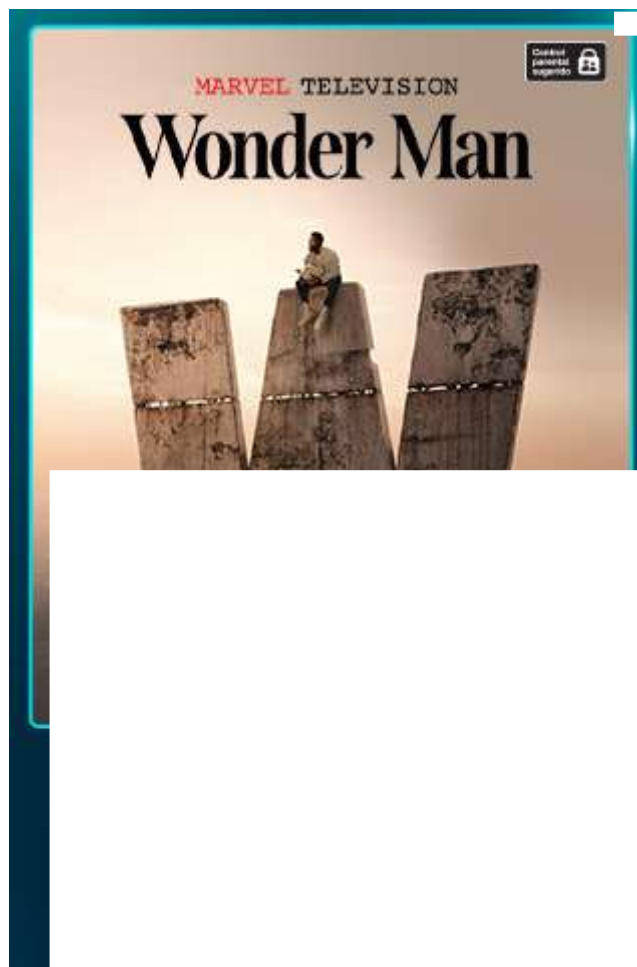 Control
parental
sugerido
MARVEL TELEVISION
Wonder Man